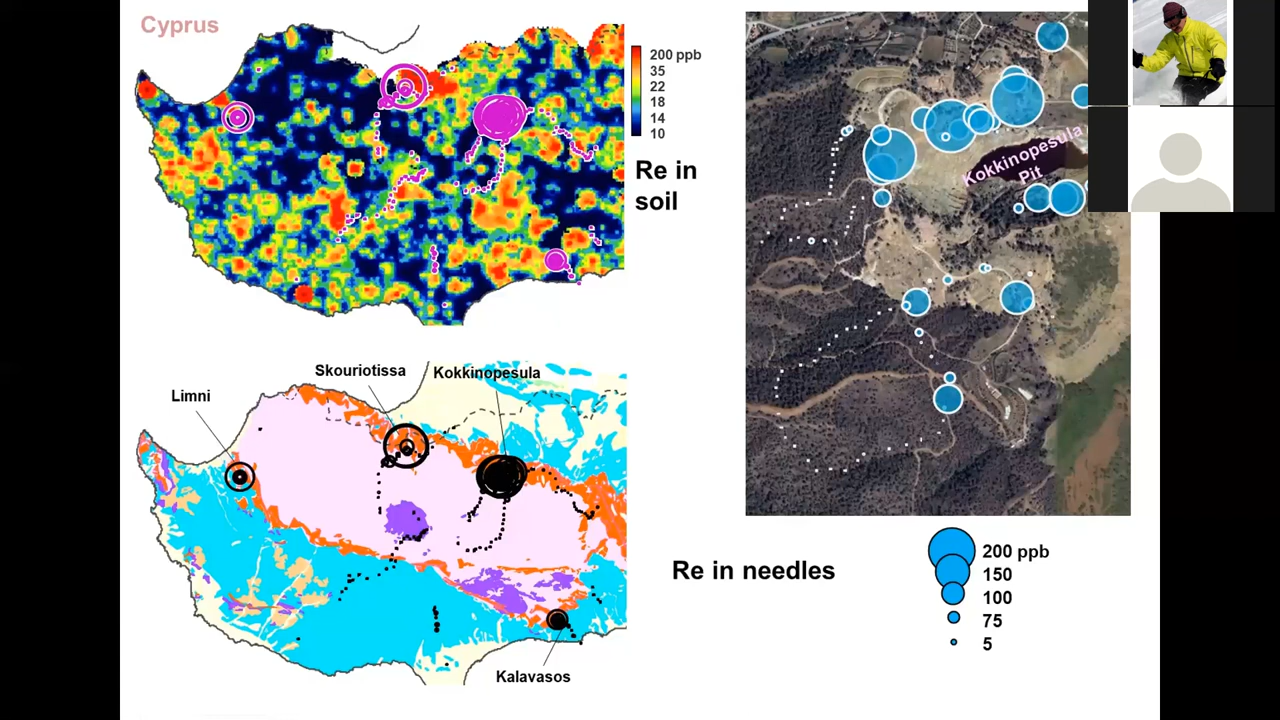 Cyprus
200 ppb
35
22
18
14
10
Re in
soil
Kokkinopesula
Pit
Limni
Skouriotissa
Kokkinopesula
Kalavasos
Re in needles
200 ppb
150
100
75
5